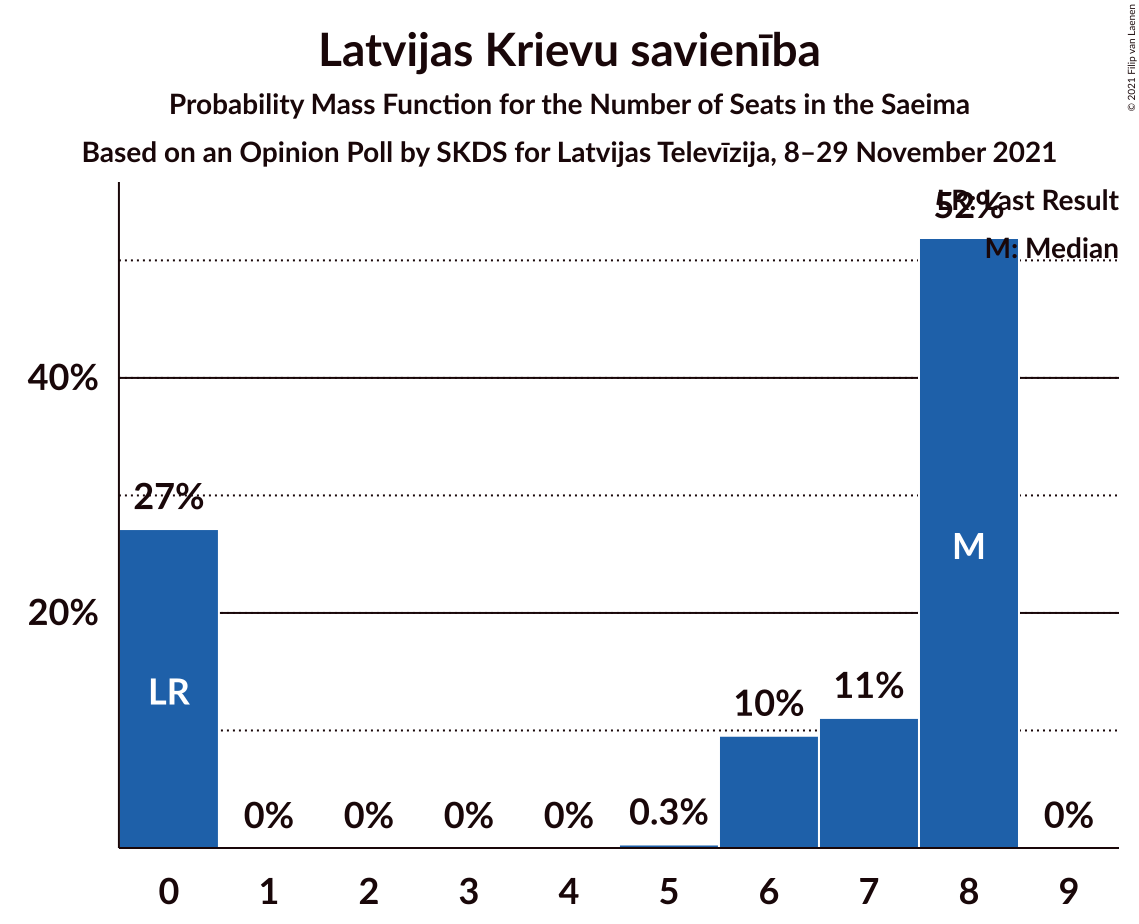 Latvijas Krievu savienība
Probability Mass Function for the Number of Seats in the Saeima
Based on an Opinion Poll by SKDS for Latvijas Televīzija, 8–29 November 2021
© 2021 Filip van Laenen
LR: Last Result
M: Median
52%
40%
27%
M
20%
LR
11%
10%
0% 0% 0% 0% 0.3% 0%
0 1 2 3 4 5 6 7 8 9